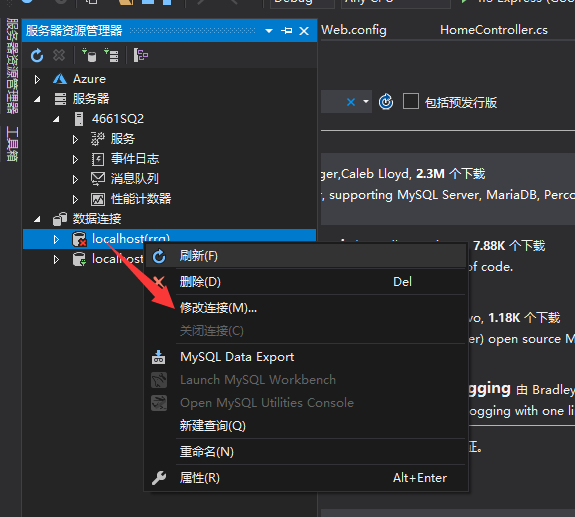 Debug
Any CPU
服务器资源管理器
工具箱
服务器资源管理器
Azure
服务器
4661SQ2
服务
事件日志
消息队列
性能计数器
数据连接
localhost(rrq)
localhost
刷新(F)
删除(D) Del
修改连接(M)...
关闭连接(C)
MySQL Data Export
Launch MySQL Workbench
Open MySQL Utilities Console
新建查询(Q)
重命名(N)
属性(R) Alt+Enter
Web.config HomeController.cs
包括预发行版
ger,Caleb Lloyd, 2.3M 个下载
, supporting MySQL Server, MariaDB, Perco
7.88K 个下载
of code.
vo, 1.18K 个下载
er) open source M
gging 由 Bradley
ogging with one li
证。